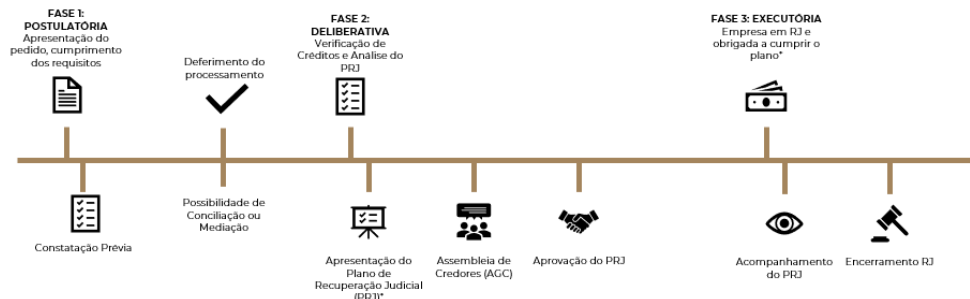 FASE 1:
POSTULATÓRIA
Apresentação do
pedido, cumprimento
dos requisitos
Deferimento do
processamento
FASE 2:
DELIBERATIVA
Verificação de
Créditos e Análise do
PRJ
FASE 3: EXECUTÓRIA
Empresa em RJ e
obrigada a cumprir o
plano*
Constatação Prévia
Possibilidade de
Conciliação ou
Mediação
Apresentação do
Plano de
Recuperação Judicial
(PRJ)*
Assembleia de
Credores (AGC)
Aprovação do PRJ
Acompanhamento
do PRJ
Encerramento RJ